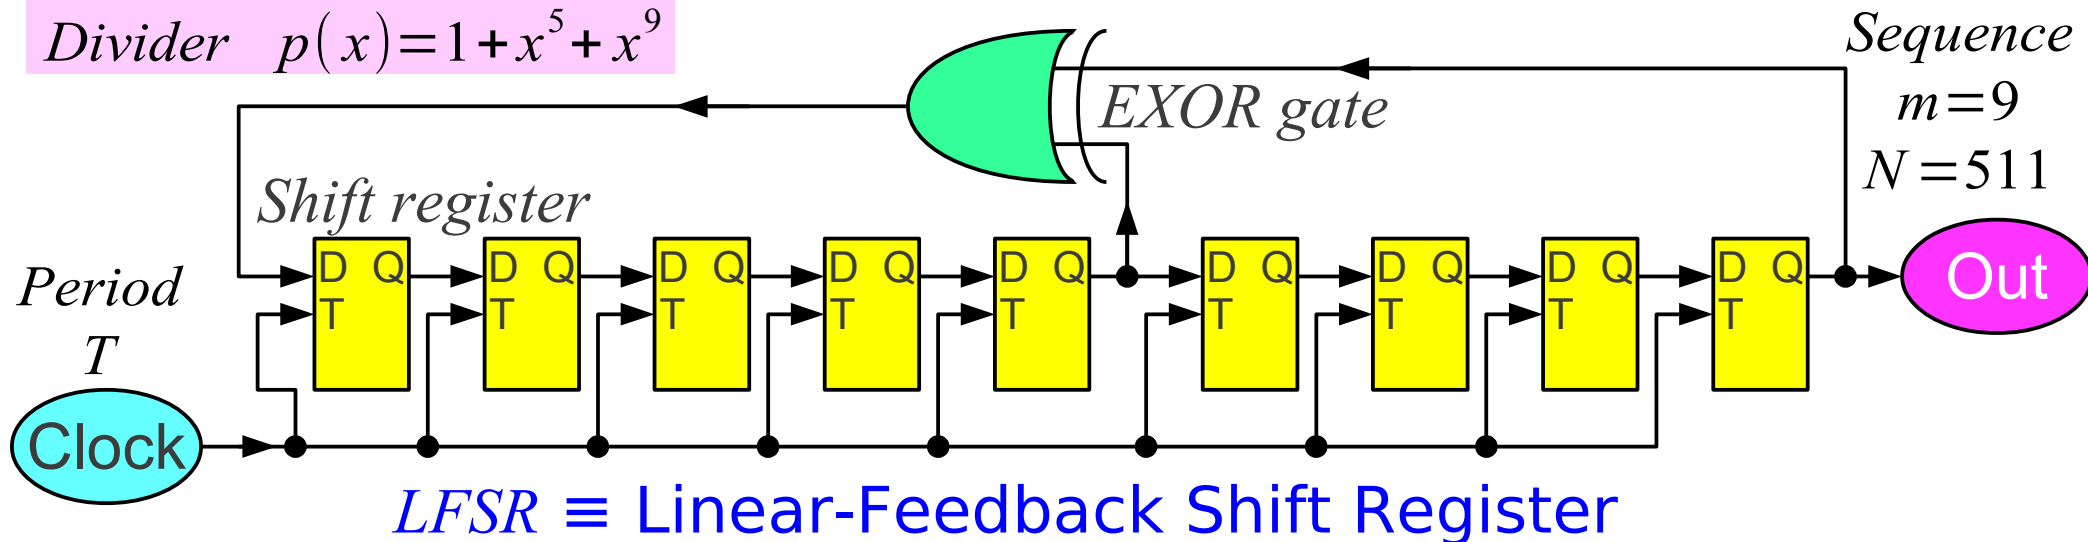 Divider p(x)=1+x⁵+x⁹
Sequence
m=9
N=511
EXOR gate
Shift register
Period
T
D Q
T
D Q
T
D Q
T
D Q
T
D Q
T
D Q
T
D Q
T
D Q
T
D Q
T
Out
Clock
LFSR ≡ Linear-Feedback Shift Register